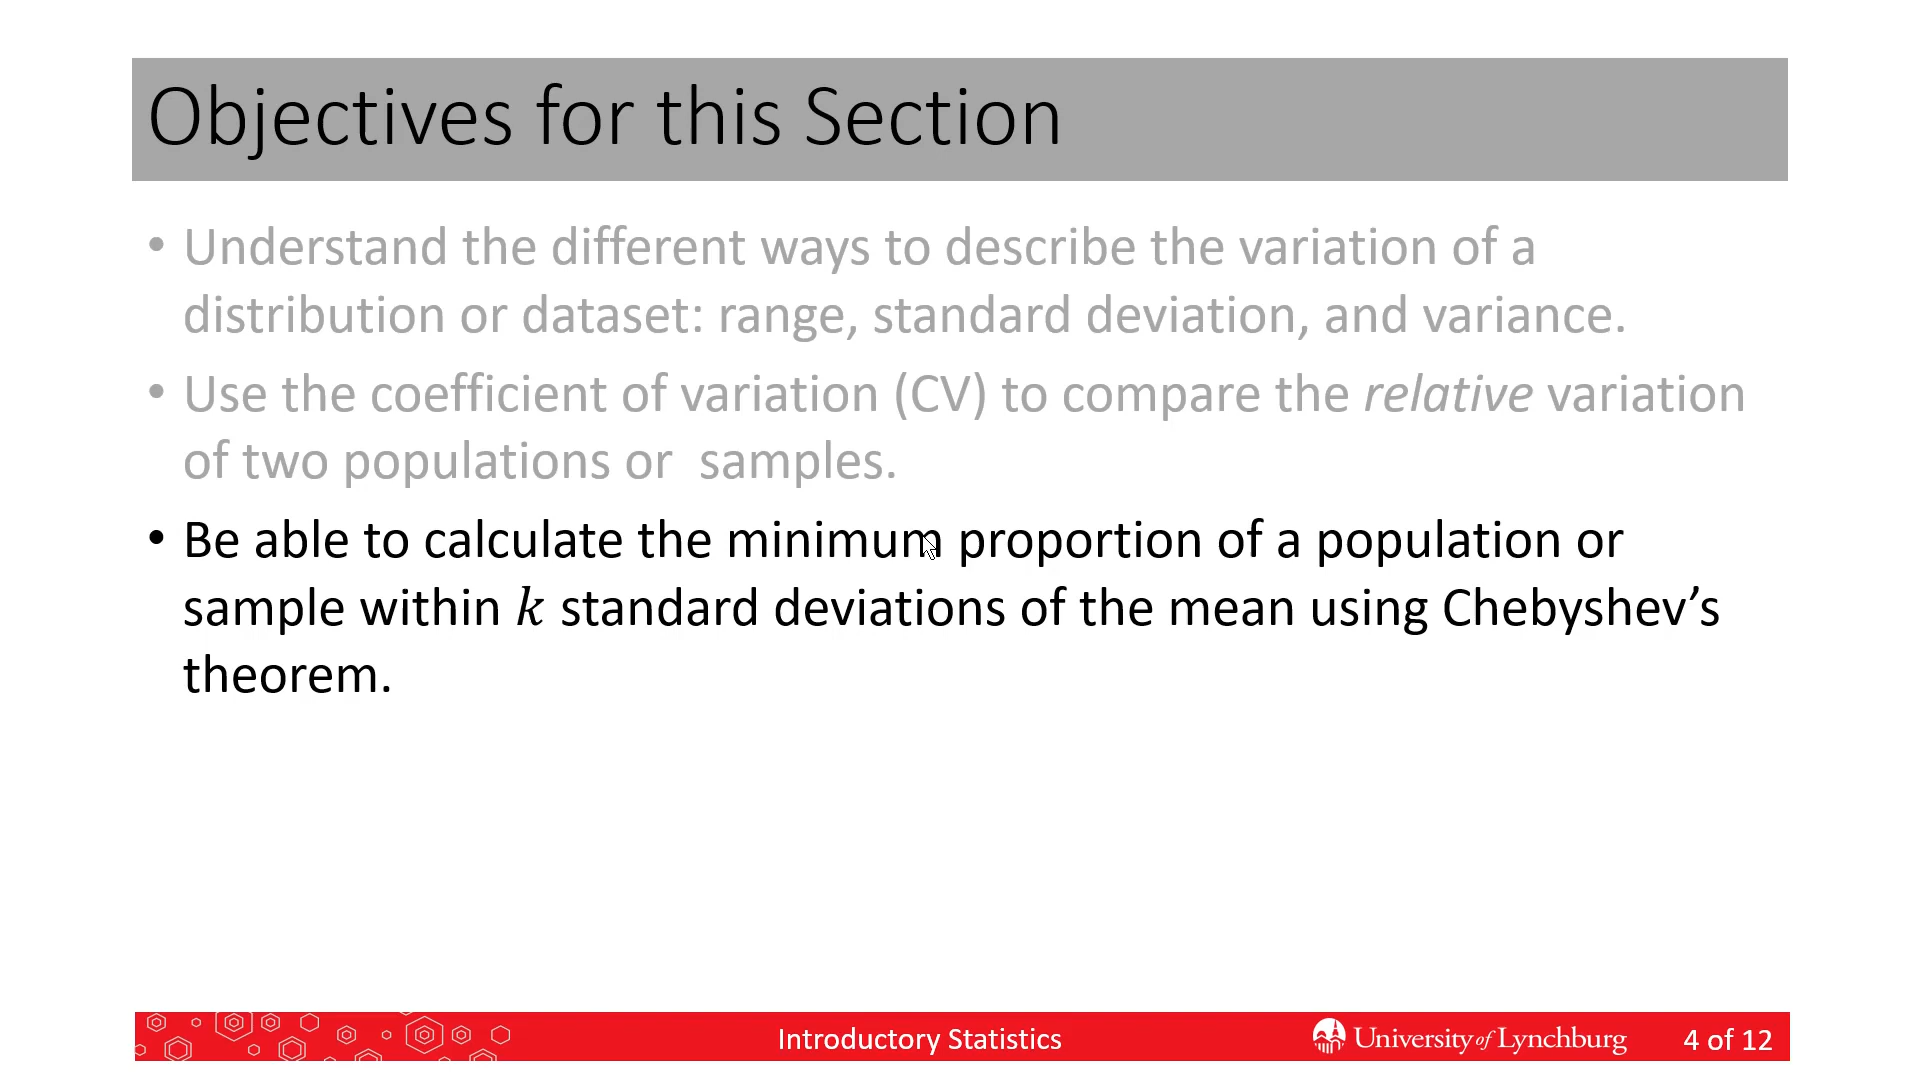 Objectives for this Section
• Understand the different ways to describe the variation of a
distribution or dataset: range, standard deviation, and variance.
• Use the coefficient of variation (CV) to compare the relative variation
of two populations or  samples.
• Be able to calculate the minimum proportion of a population or
sample within k standard deviations of the mean using Chebyshev’s
theorem.
Introductory Statistics
University of Lynchburg
4 of 12